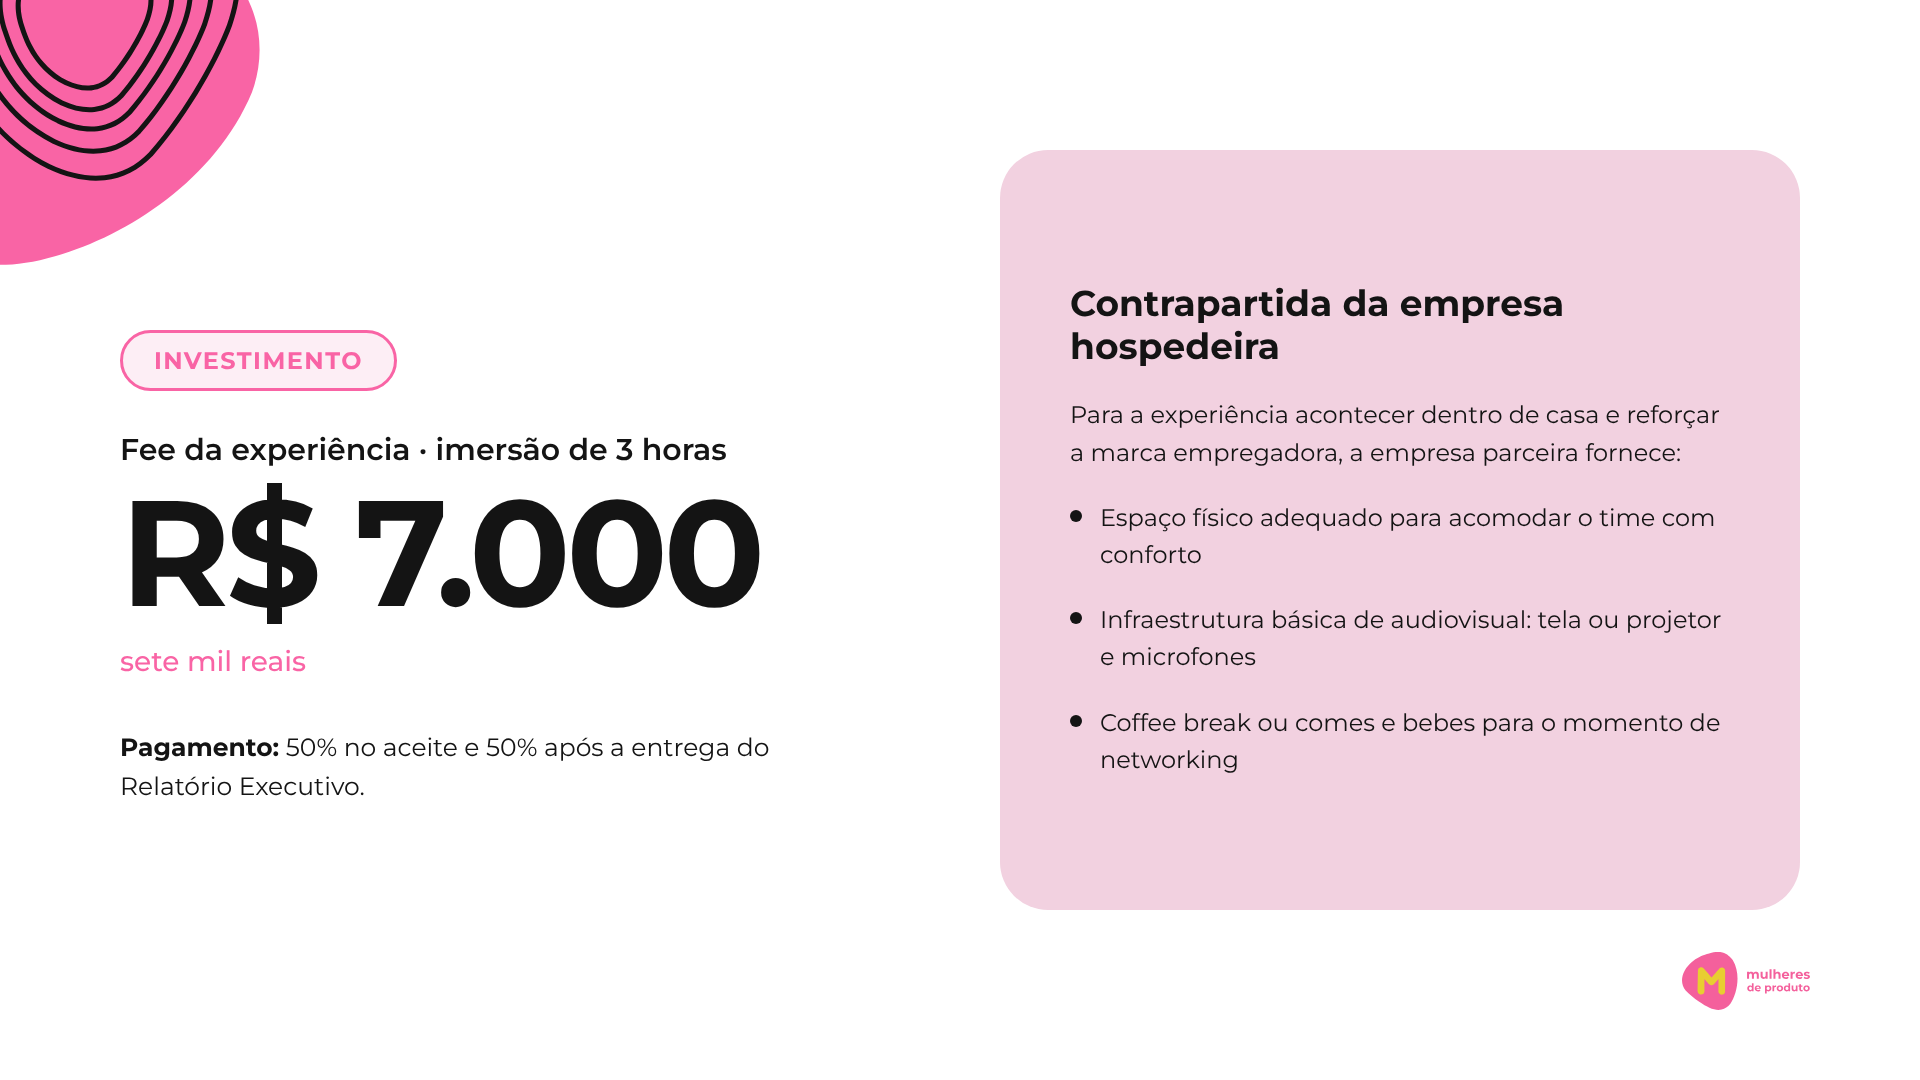 INVESTIMENTO
Fee da experiência · imersão de 3 horas
R$ 7.000
sete mil reais
Pagamento: 50% no aceite e 50% após a entrega do
Relatório Executivo.
Contrapartida da empresa
hospedeira
Para a experiência acontecer dentro de casa e reforçar
a marca empregadora, a empresa parceira fornece:
Espaço físico adequado para acomodar o time com
conforto
Infraestrutura básica de audiovisual: tela ou projetor
e microfones
Coffee break ou comes e bebes para o momento de
networking
M
mulheres
de produto